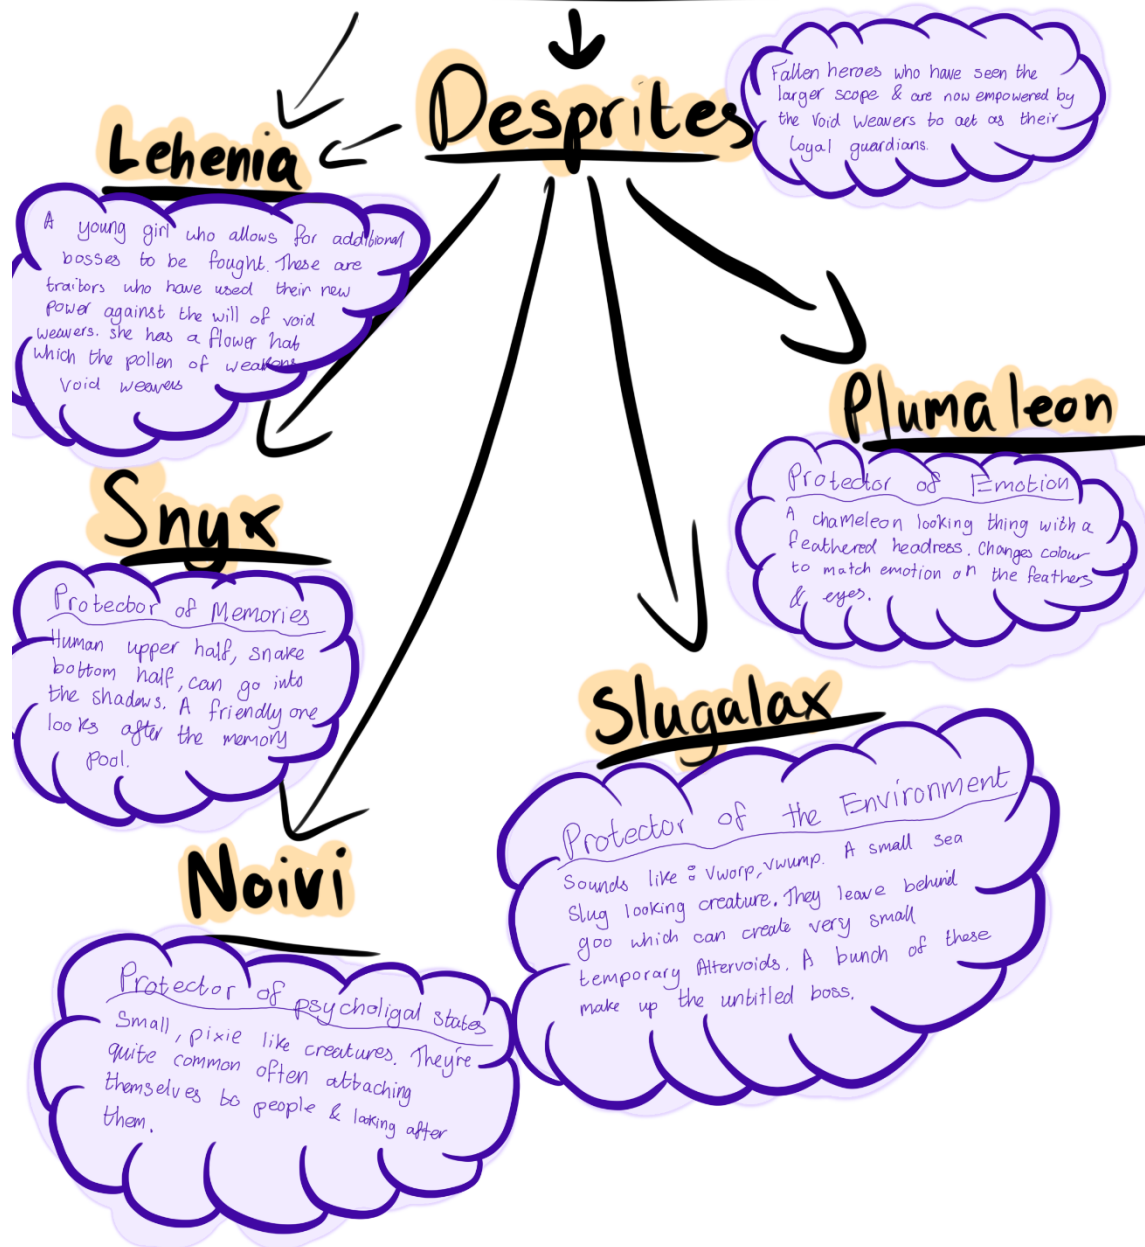 Desprites
Fallen heroes who have seen the
larger scope & are now empowered by
the Void Weavers to act as their
loyal guardians.
Lehenia
A young girl who allows for additional
bosses to be fought. These are
traitors who have used their new
power against the will of void
weavers. she has a flower hat
which the pollen of weakens
void weavers
Plumaleon
Protector of Emotion
A chameleon looking thing with a
feathered headress. Changes colour
to match emotion on the feathers
& eyes.
Snyx
Protector of Memories
Human upper half, snake
bottom half, can go into
the shadows. A friendly one
looks after the memory
pool.
Slugalax
Protector of the Environment
Sounds like : Vworp, vwump. A small sea
slug looking creature. They leave behind
goo which can create very small
temporary Altervoids. A bunch of these
make up the untitled boss.
Noivi
Protector of psycholigal states
Small, pixie like creatures. They're
quite common often attaching
themselves to people & looking after
them.